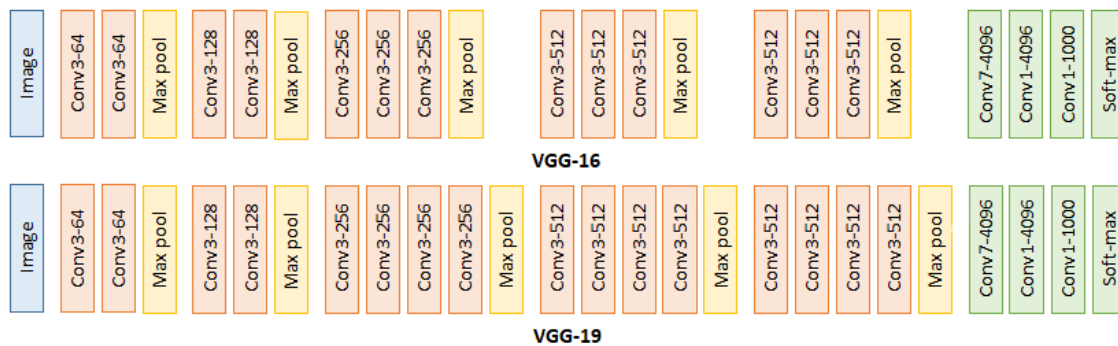 Image
Conv3-64
Conv3-64
Max pool
Conv3-128
Conv3-128
Max pool
Conv3-256
Conv3-256
Conv3-256
Max pool
Conv3-512
Conv3-512
Conv3-512
Max pool
Conv3-512
Conv3-512
Conv3-512
Max pool
Conv7-4096
Conv1-4096
Conv1-1000
Soft-max
VGG-16
Image
Conv3-64
Conv3-64
Max pool
Conv3-128
Conv3-128
Max pool
Conv3-256
Conv3-256
Conv3-256
Conv3-256
Max pool
Conv3-512
Conv3-512
Conv3-512
Conv3-512
Max pool
Conv3-512
Conv3-512
Conv3-512
Conv3-512
Max pool
Conv7-4096
Conv1-4096
Conv1-1000
Soft-max
VGG-19